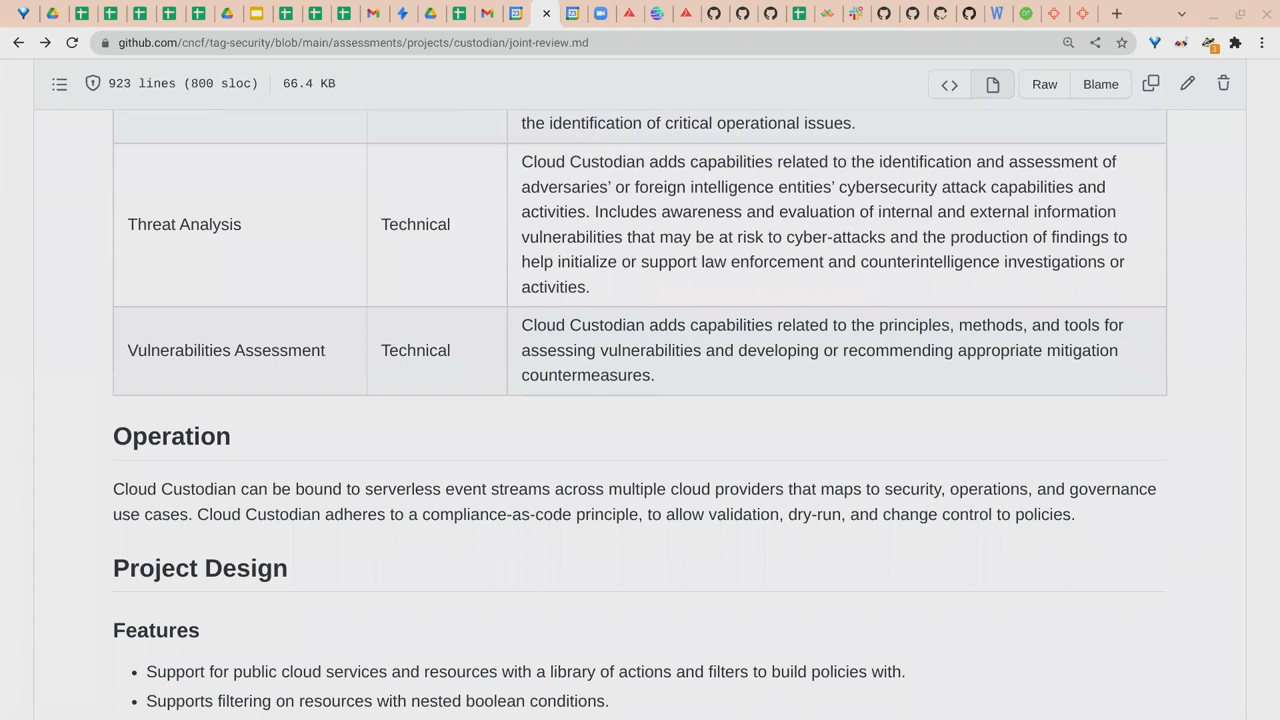 github.com/cncf/tag-security/blob/main/assessments/projects/custodian/joint-review.md
923 lines (800 sloc) 66.4 KB
Raw Blame
the identification of critical operational issues.
Cloud Custodian adds capabilities related to the identification and assessment of
adversaries’ or foreign intelligence entities’ cybersecurity attack capabilities and
activities. Includes awareness and evaluation of internal and external information
Threat Analysis Technical
vulnerabilities that may be at risk to cyber-attacks and the production of findings to
help initialize or support law enforcement and counterintelligence investigations or
activities.
Cloud Custodian adds capabilities related to the principles, methods, and tools for
Vulnerabilities Assessment Technical
assessing vulnerabilities and developing or recommending appropriate mitigation
countermeasures.
Operation
Cloud Custodian can be bound to serverless event streams across multiple cloud providers that maps to security, operations, and governance
use cases. Cloud Custodian adheres to a compliance-as-code principle, to allow validation, dry-run, and change control to policies.
Project Design
Features
• Support for public cloud services and resources with a library of actions and filters to build policies with.
• Supports filtering on resources with nested boolean conditions.